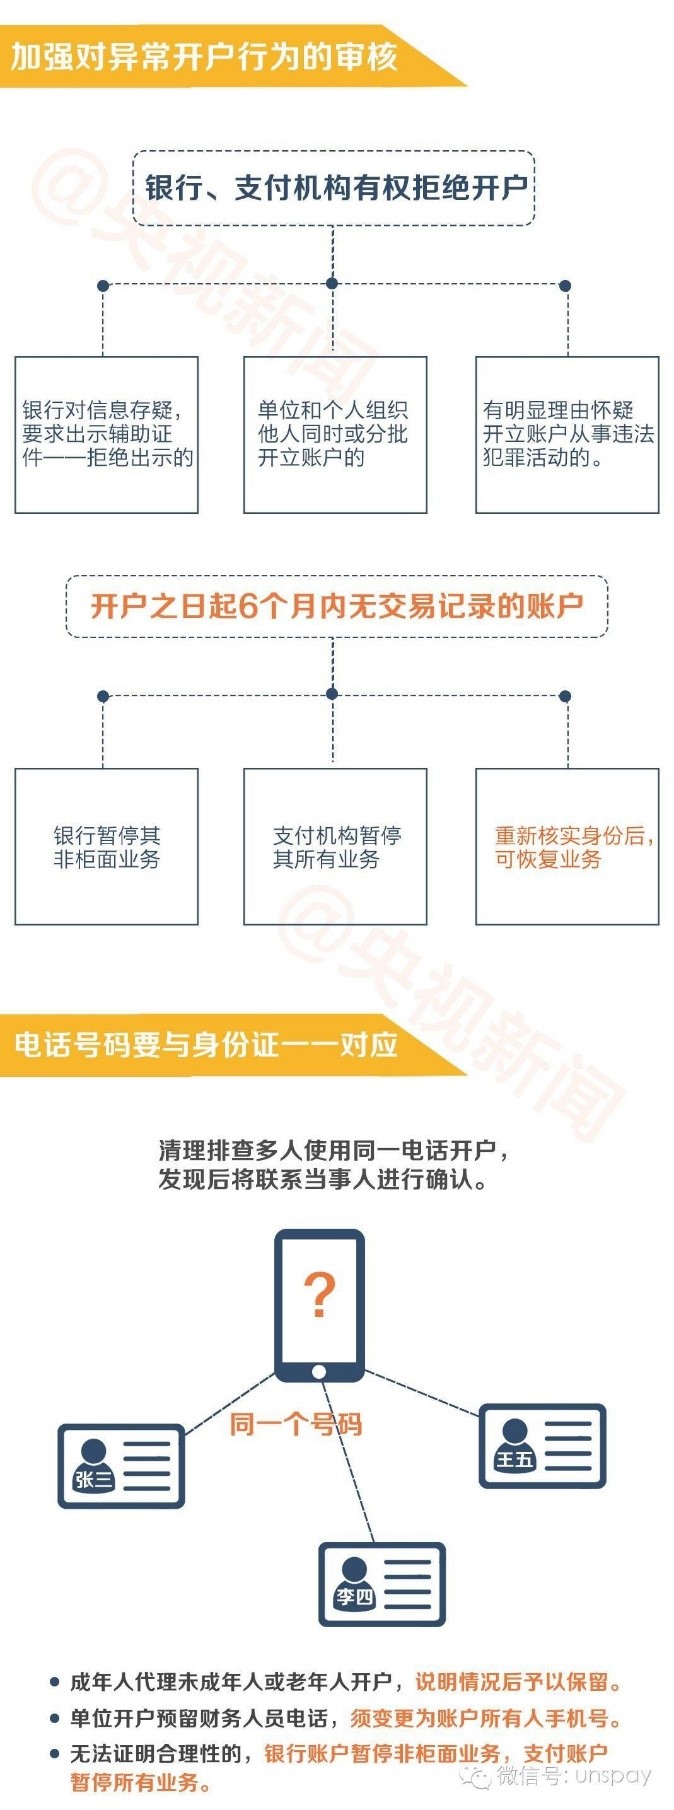 加强对异常开户行为的审核
@央视新闻
银行、支付机构有权拒绝开户
银行对信息存疑，
要求出示辅助证
件——拒绝出示的
单位和个人组织
他人同时或分批
开立账户的
有明显理由怀疑
开立账户从事违法
犯罪活动的。
开户之日起6个月内无交易记录的账户
银行暂停其
非柜面业务
支付机构暂停
其所有业务
重新核实身份后，
可恢复业务
@央视新闻
电话号码要与身份证一一对应
清理排查多人使用同一电话开户，
发现后将联系当事人进行确认。
?
同一个号码
张三
王五
李四
• 成年人代理未成年人或老年人开户，说明情况后予以保留。
• 单位开户预留财务人员电话，须变更为账户所有人手机号。
• 无法证明合理性的，银行账户暂停非柜面业务，支付账户
暂停所有业务。
微信号: unspay